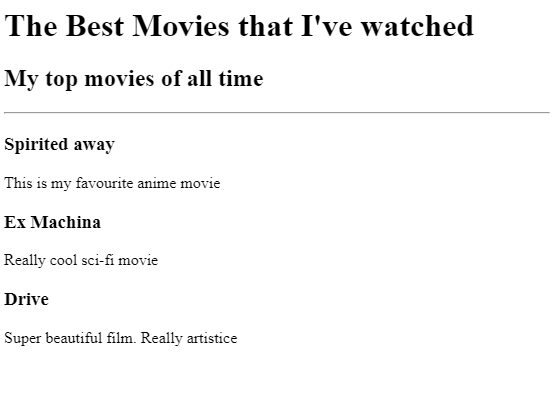 The Best Movies that I've watched
My top movies of all time
Spirited away
This is my favourite anime movie
Ex Machina
Really cool sci-fi movie
Drive
Super beautiful film. Really artistice